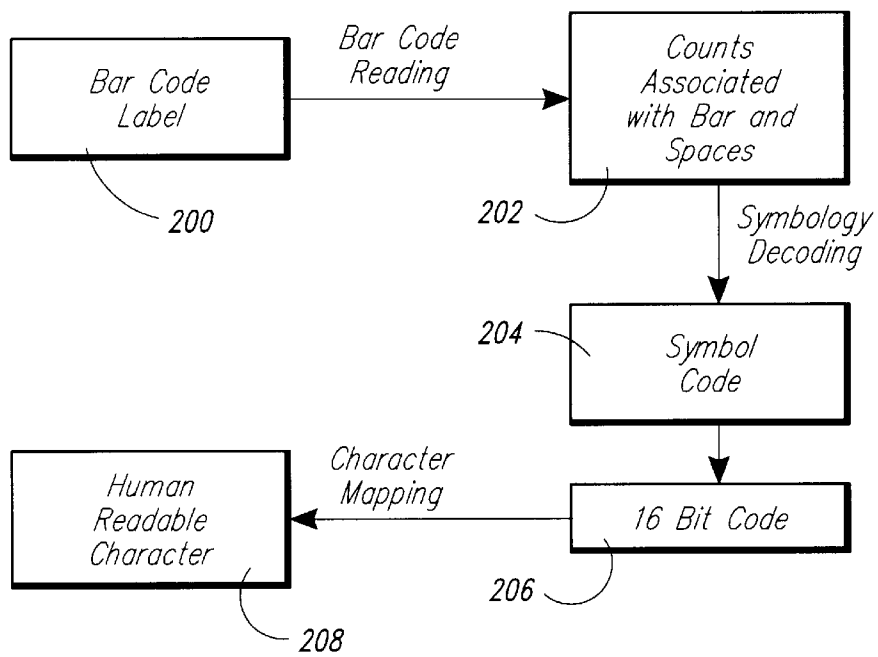 Bar Code
Label
200
Bar Code
Reading
Counts
Associated
with Bar and
Spaces
202
Symbology
Decoding
204
Symbol
Code
16 Bit Code
206
Character
Mapping
Human
Readable
Character
208